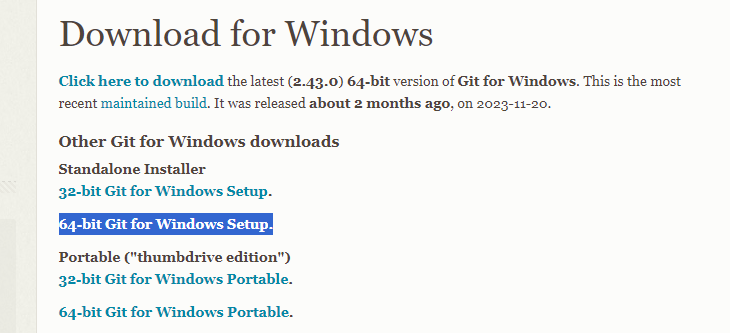 Download for Windows
Click here to download the latest (2.43.0) 64-bit version of Git for Windows. This is the most
recent maintained build. It was released about 2 months ago, on 2023-11-20.
Other Git for Windows downloads
Standalone Installer
32-bit Git for Windows Setup.
64-bit Git for Windows Setup.
Portable ("thumbdrive edition")
32-bit Git for Windows Portable.
64-bit Git for Windows Portable.